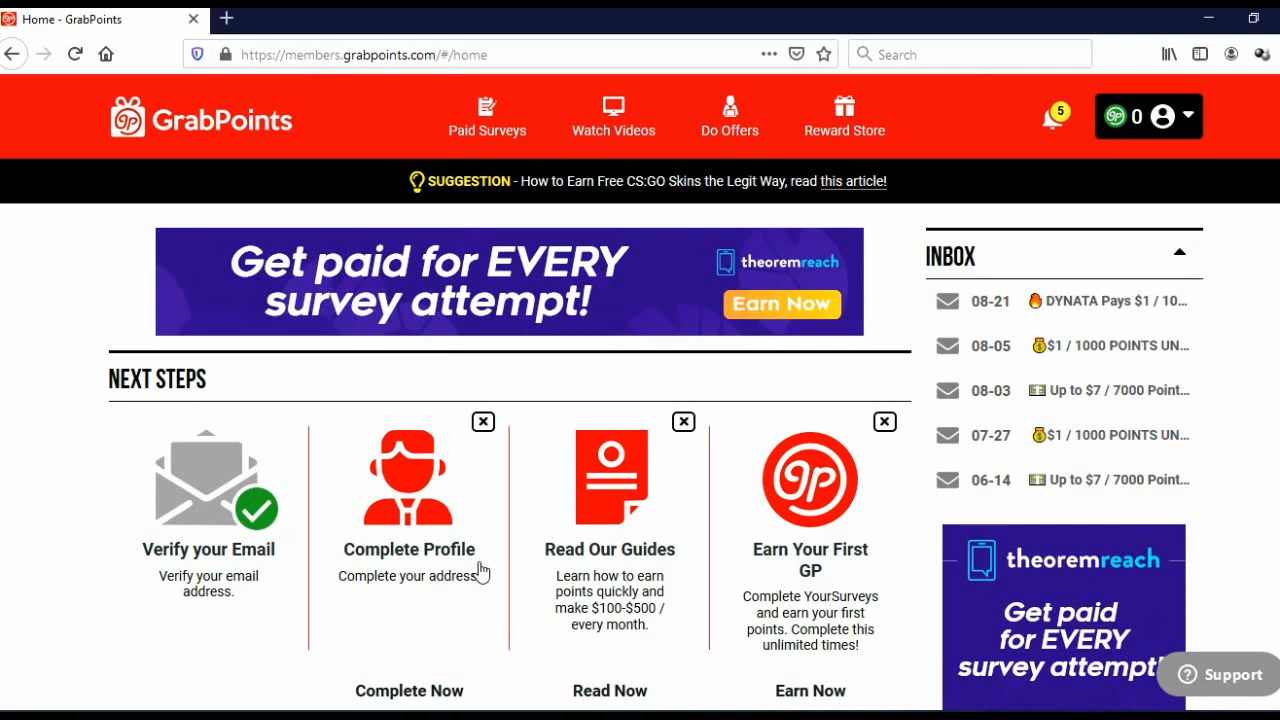 Home - GrabPoints
https://members.grabpoints.com/#/home
Search
GrabPoints
Paid Surveys
Watch Videos
Do Offers
Reward Store
5
gp 0
SUGGESTION - How to Earn Free CS:GO Skins the Legit Way, read this article!
Get paid for EVERY
survey attempt!
theoremreach
Earn Now
INBOX
08-21 DYNATA Pays $1 / 10...
08-05 $1 / 1000 POINTS UN...
08-03 Up to $7 / 7000 Point...
07-27 $1 / 1000 POINTS UN...
06-14 Up to $7 / 7000 Point...
NEXT STEPS
Verify your Email
Verify your email
address.
Complete Profile
Complete your address
Complete Now
Read Our Guides
Learn how to earn
points quickly and
make $100-$500 /
every month.
Read Now
gp
Earn Your First
GP
Complete YourSurveys
and earn your first
points. Complete this
unlimited times!
Earn Now
theoremreach
Get paid
for EVERY
survey attempt!
Support